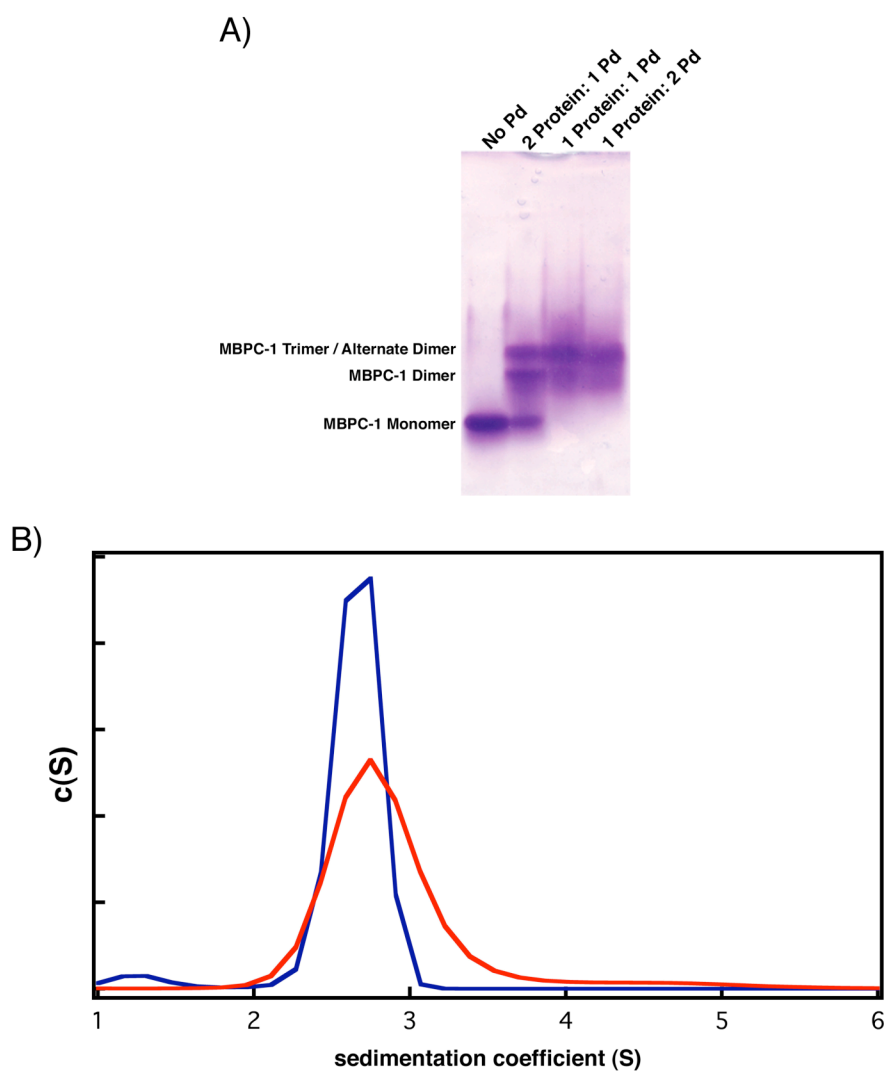 A)
No Pd
2 Protein: 1 Pd
1 Protein: 1 Pd
1 Protein: 2 Pd
MBPC-1 Trimer / Alternate Dimer
MBPC-1 Dimer
MBPC-1 Monomer
B)
c(S)
1 2 3 4 5 6
sedimentation coefficient (S)